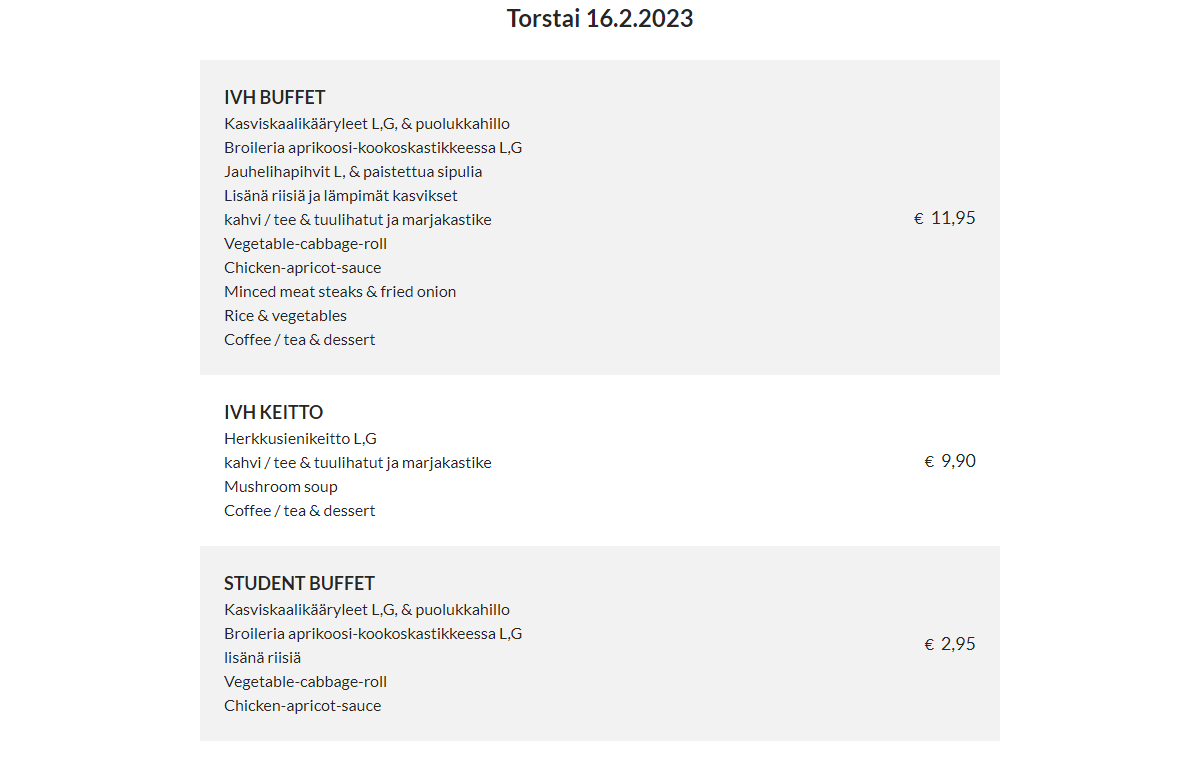 Torstai 16.2.2023
IVH BUFFET
Kasviskaalikääryleet L,G, & puolukkahillo
Broileria aprikoosi-kookoskastikkeessa L,G
Jauhelihapihvit L, & paistettua sipulia
Lisänä riisiä ja lämpimät kasvikset
kahvi / tee & tuulihatut ja marjakastike
Vegetable-cabbage-roll
Chicken-apricot-sauce
Minced meat steaks & fried onion
Rice & vegetables
Coffee / tea & dessert
€ 11,95
IVH KEITTO
Herkkusienikeitto L,G
kahvi / tee & tuulihatut ja marjakastike
Mushroom soup
Coffee / tea & dessert
€ 9,90
STUDENT BUFFET
Kasviskaalikääryleet L,G, & puolukkahillo
Broileria aprikoosi-kookoskastikkeessa L,G
lisänä riisiä
Vegetable-cabbage-roll
Chicken-apricot-sauce
€ 2,95